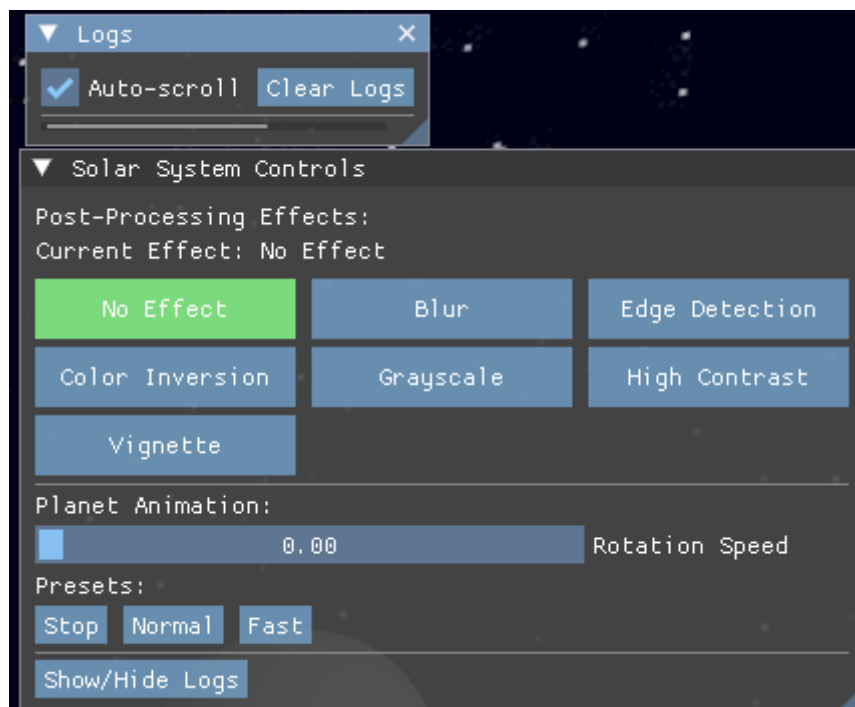 Logs
Auto-scroll Clear Logs
Solar System Controls
Post-Processing Effects:
Current Effect: No Effect
No Effect Blur Edge Detection
Color Inversion Grayscale High Contrast
Vignette
Planet Animation:
0.00 Rotation Speed
Presets:
Stop Normal Fast
Show/Hide Logs